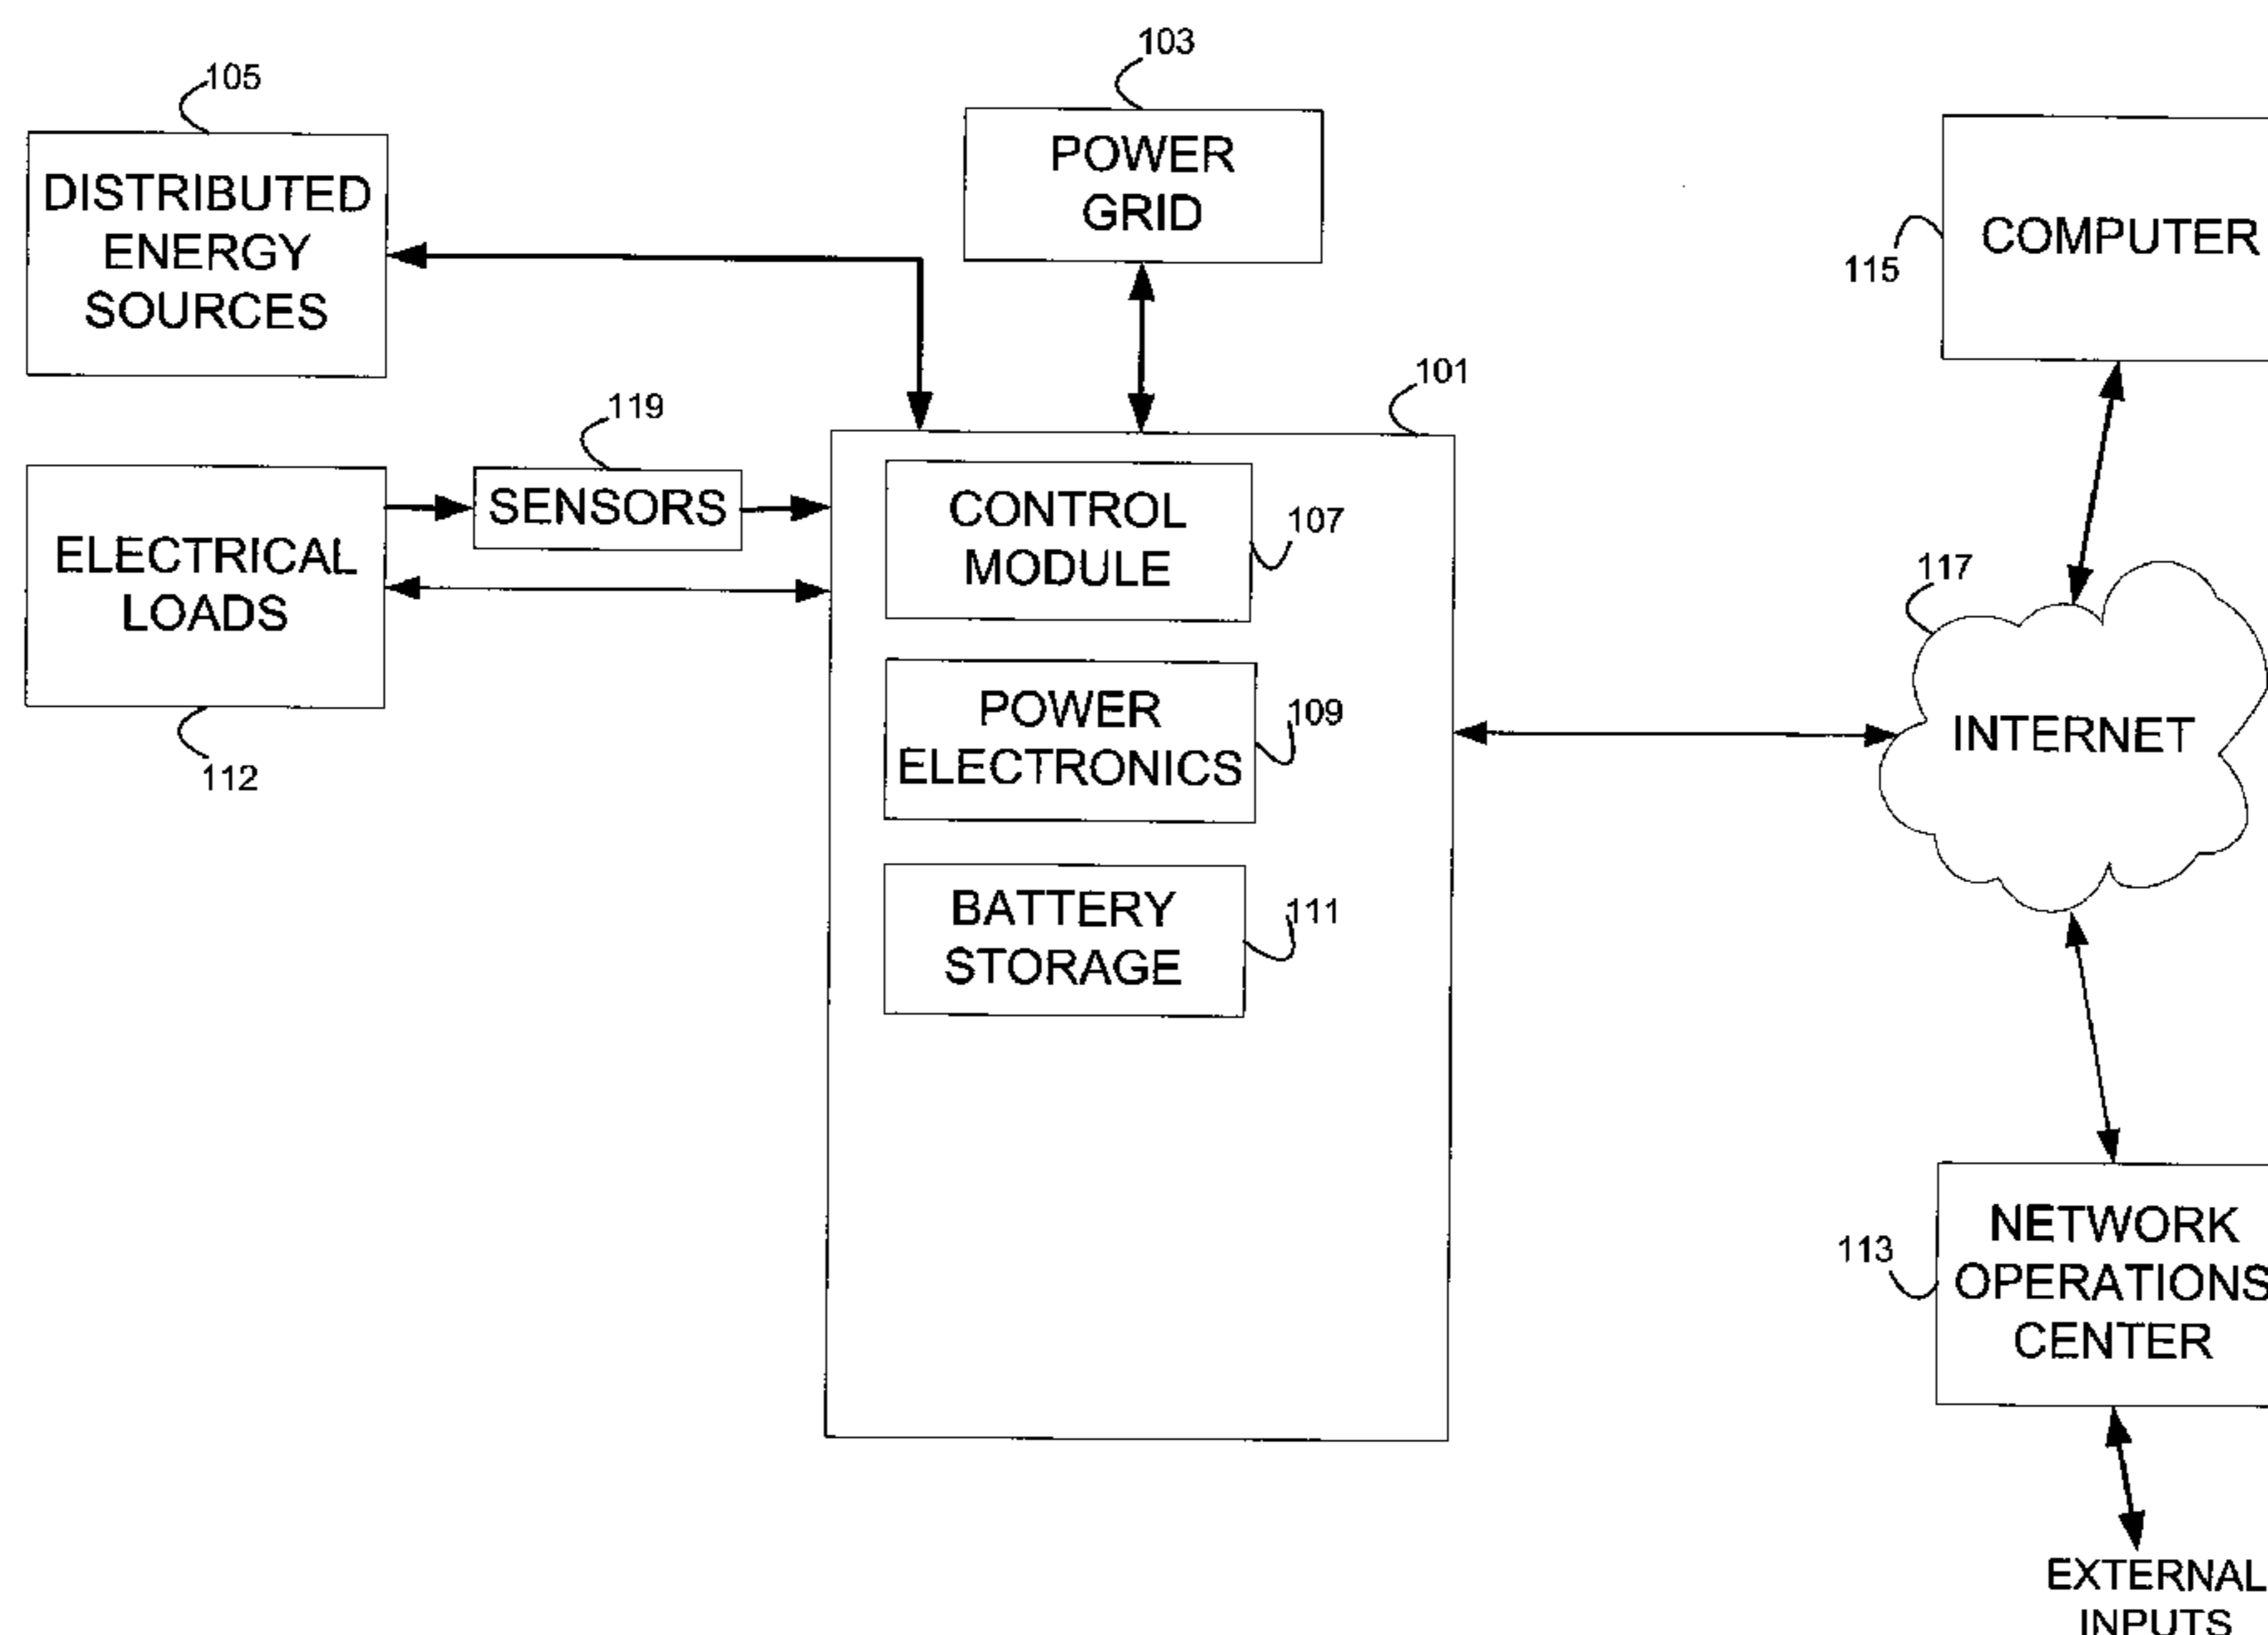 103
105
POWER
GRID
DISTRIBUTED
ENERGY
SOURCES
COMPUTER
115
101
119
SENSORS
ELECTRICAL
LOADS
112
CONTROL
MODULE
107
POWER
ELECTRONICS
109
BATTERY
STORAGE
111
117
INTERNET
113
NETWORK
OPERATIONS
CENTER
EXTERNAL
INPUTS